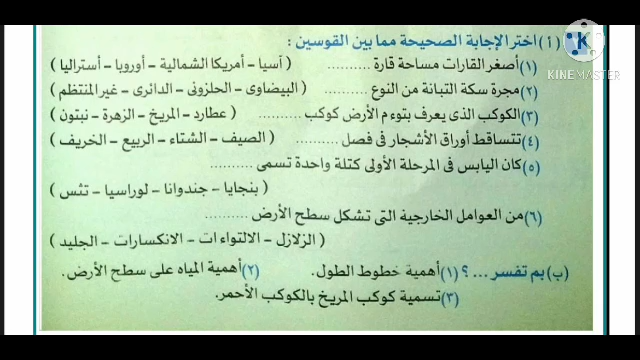 (أ) اختر الإجابة الصحيحة مما بين القوسين :
(١) أصغر القارات مساحة قارة .......... ( آسيا – أمريكا الشمالية – أوروبا – أستراليا )
(٢) مجرة سكة التبانة من النوع .......... ( البيضاوى – الحلزونى – الدائرى – غير المنتظم )
(٣) الكوكب الذى يعرف بتوءم الأرض كوكب .......... ( عطارد – المريخ – الزهرة – نبتون )
(٤) تتساقط أوراق الأشجار فى فصل .......... ( الصيف – الشتاء – الربيع – الخريف )
(٥) كان اليابس فى المرحلة الأولى كتلة واحدة تسمى ..........
( بنجايا – جندوانا – لوراسيا – تثس )
(٦) من العوامل الخارجية التى تشكل سطح الأرض ..........
( الزلازل – الالتواءات – الانكسارات – الجليد )
(ب) بم تفسر ... ؟ (١) أهمية خطوط الطول. (٢) أهمية المياه على سطح الأرض.
(٣) تسمية كوكب المريخ بالكوكب الأحمر.
KINEMASTER